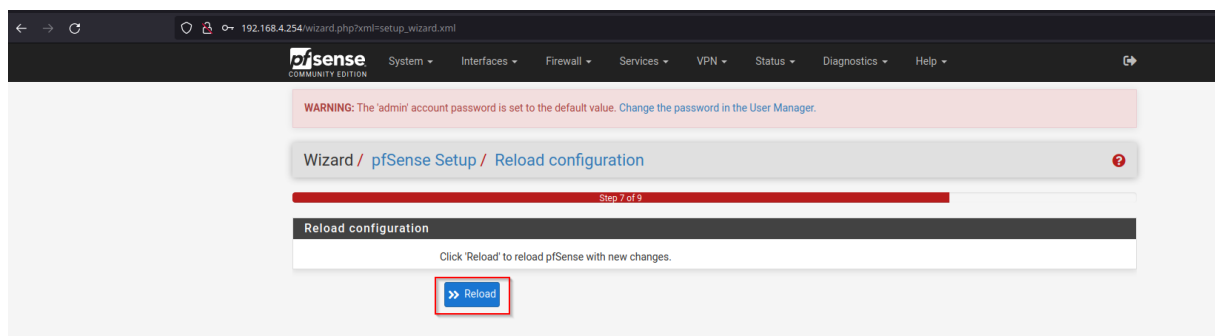 192.168.4.254/wizard.php?xml=setup_wizard.xml
pfsense COMMUNITY EDITION System Interfaces Firewall Services VPN Status Diagnostics Help
WARNING: The 'admin' account password is set to the default value. Change the password in the User Manager.
Wizard / pfSense Setup / Reload configuration
Step 7 of 9
Reload configuration
Click 'Reload' to reload pfSense with new changes.
Reload